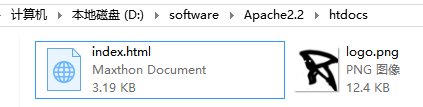 计算机 › 本地磁盘 (D:) › software › Apache2.2 › htdocs
index.html
Maxthon Document
3.19 KB
logo.png
PNG 图像
12.4 KB